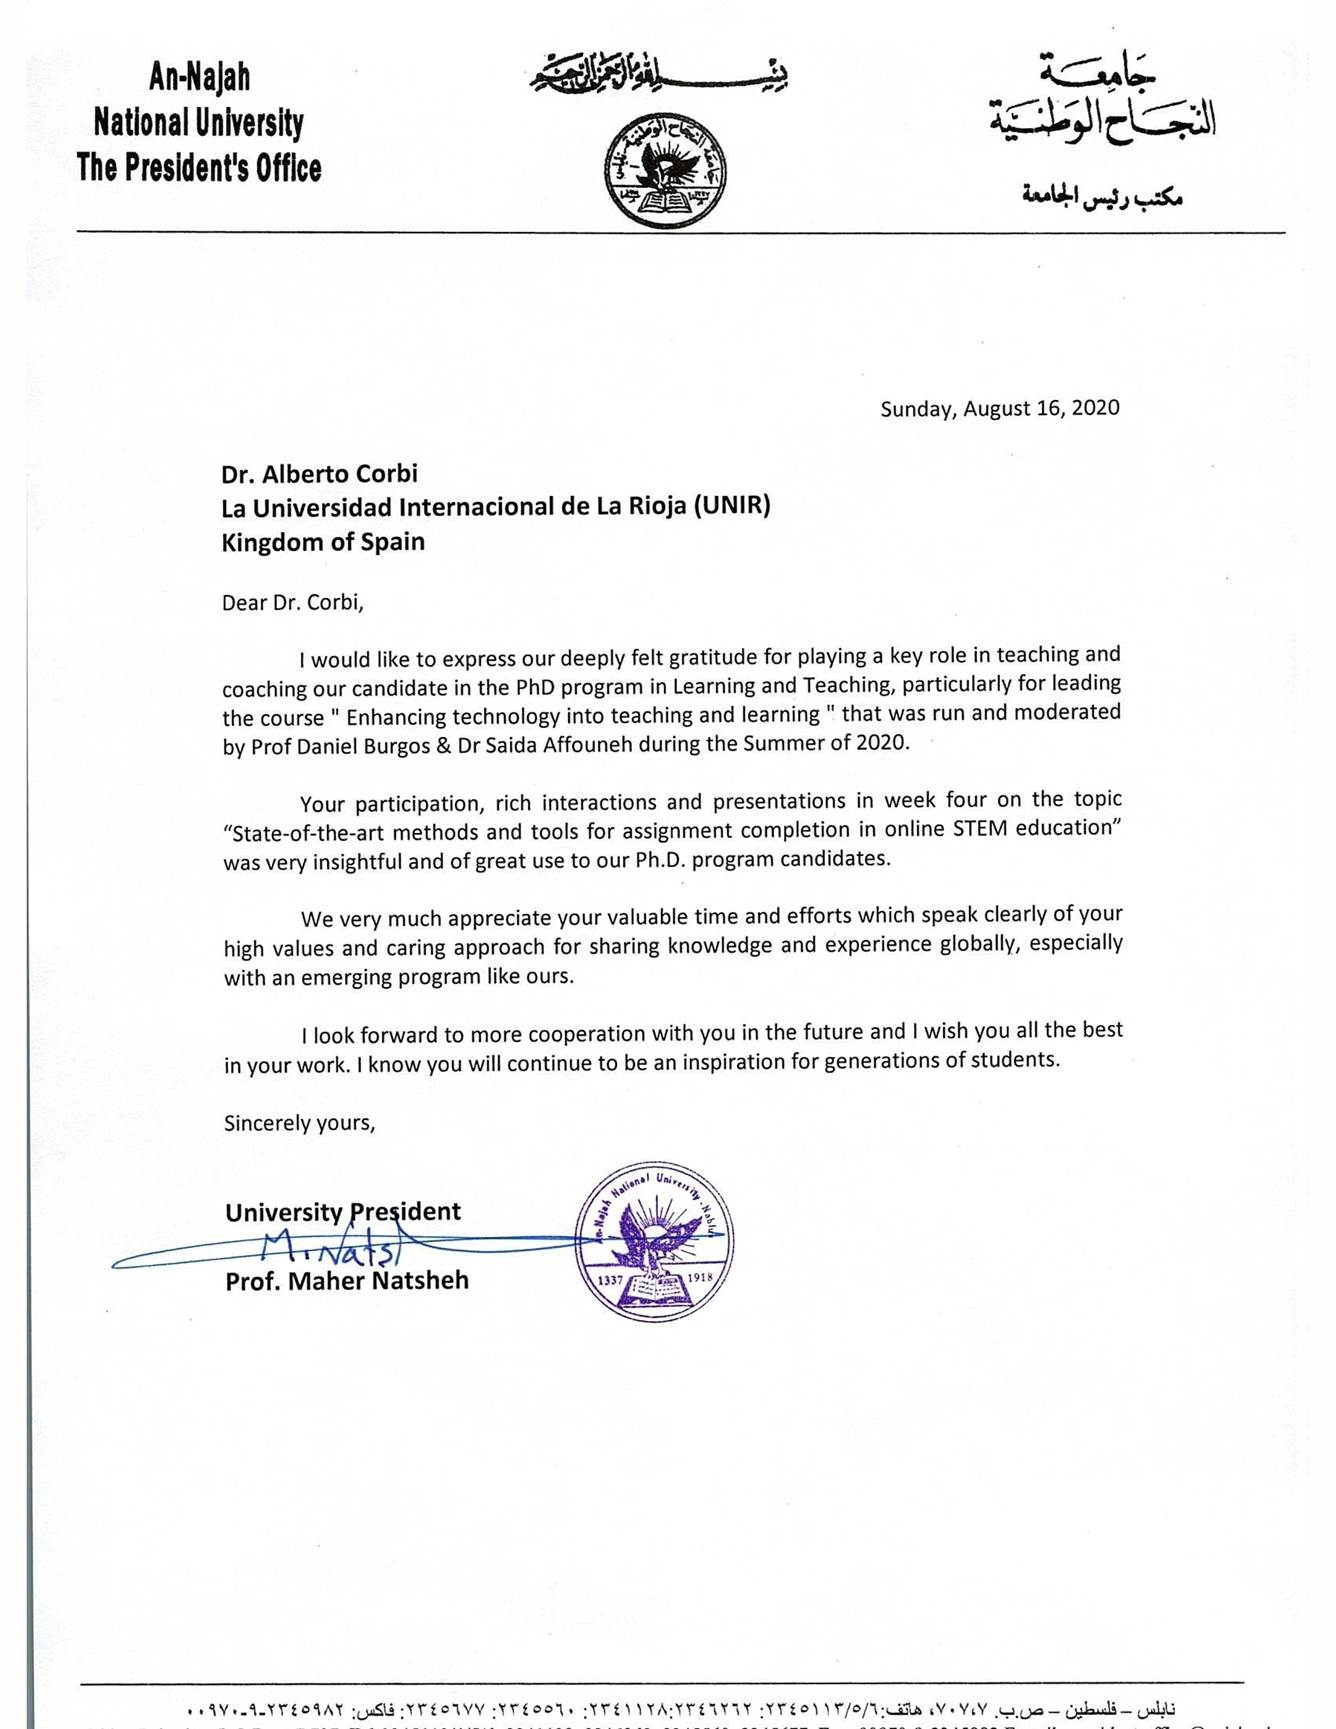 An-Najah
National University
The President's Office
بسم الله الرحمن الرحيم
جامعة
النجاح الوطنية
مكتب رئيس الجامعة
Sunday, August 16, 2020
Dr. Alberto Corbi
La Universidad Internacional de La Rioja (UNIR)
Kingdom of Spain
Dear Dr. Corbi,
I would like to express our deeply felt gratitude for playing a key role in teaching and
coaching our candidate in the PhD program in Learning and Teaching, particularly for leading
the course " Enhancing technology into teaching and learning " that was run and moderated
by Prof Daniel Burgos & Dr Saida Affouneh during the Summer of 2020.
Your participation, rich interactions and presentations in week four on the topic
“State-of-the-art methods and tools for assignment completion in online STEM education”
was very insightful and of great use to our Ph.D. program candidates.
We very much appreciate your valuable time and efforts which speak clearly of your
high values and caring approach for sharing knowledge and experience globally, especially
with an emerging program like ours.
I look forward to more cooperation with you in the future and I wish you all the best
in your work. I know you will continue to be an inspiration for generations of students.
Sincerely yours,
University President
M. Nats
Prof. Maher Natsheh
An-Najah National University - Nablus
1337 1918
نابلس – فلسطين – ص.ب. ٧،٧٠٧، هاتف:٢٣٤٥١١٣/٥/٦: ٢٣٤٦٢٦٢:٢٣٤١١٢٨: ٢٣٤٥٥٦٠: ٢٣٤٥٦٧٧: فاكس: ٢٣٤٥٩٨٢-٩-٠٠٩٧٠